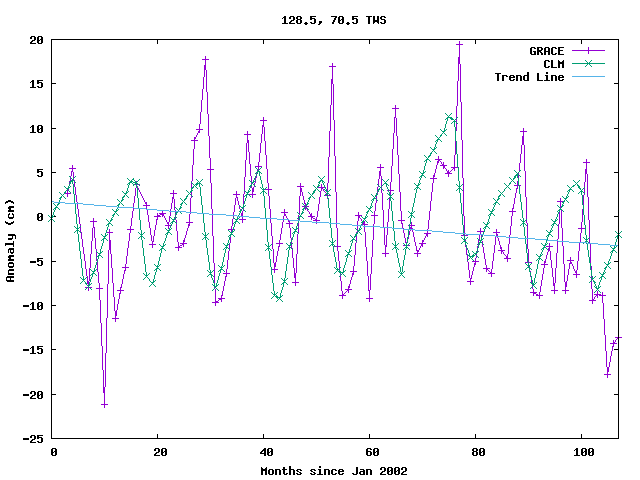 128.5, 70.5 TWS
GRACE
CLM
Trend Line
20
15
10
5
0
-5
-10
-15
-20
-25
Anomaly (cm)
0 20 40 60 80 100
Months since Jan 2002